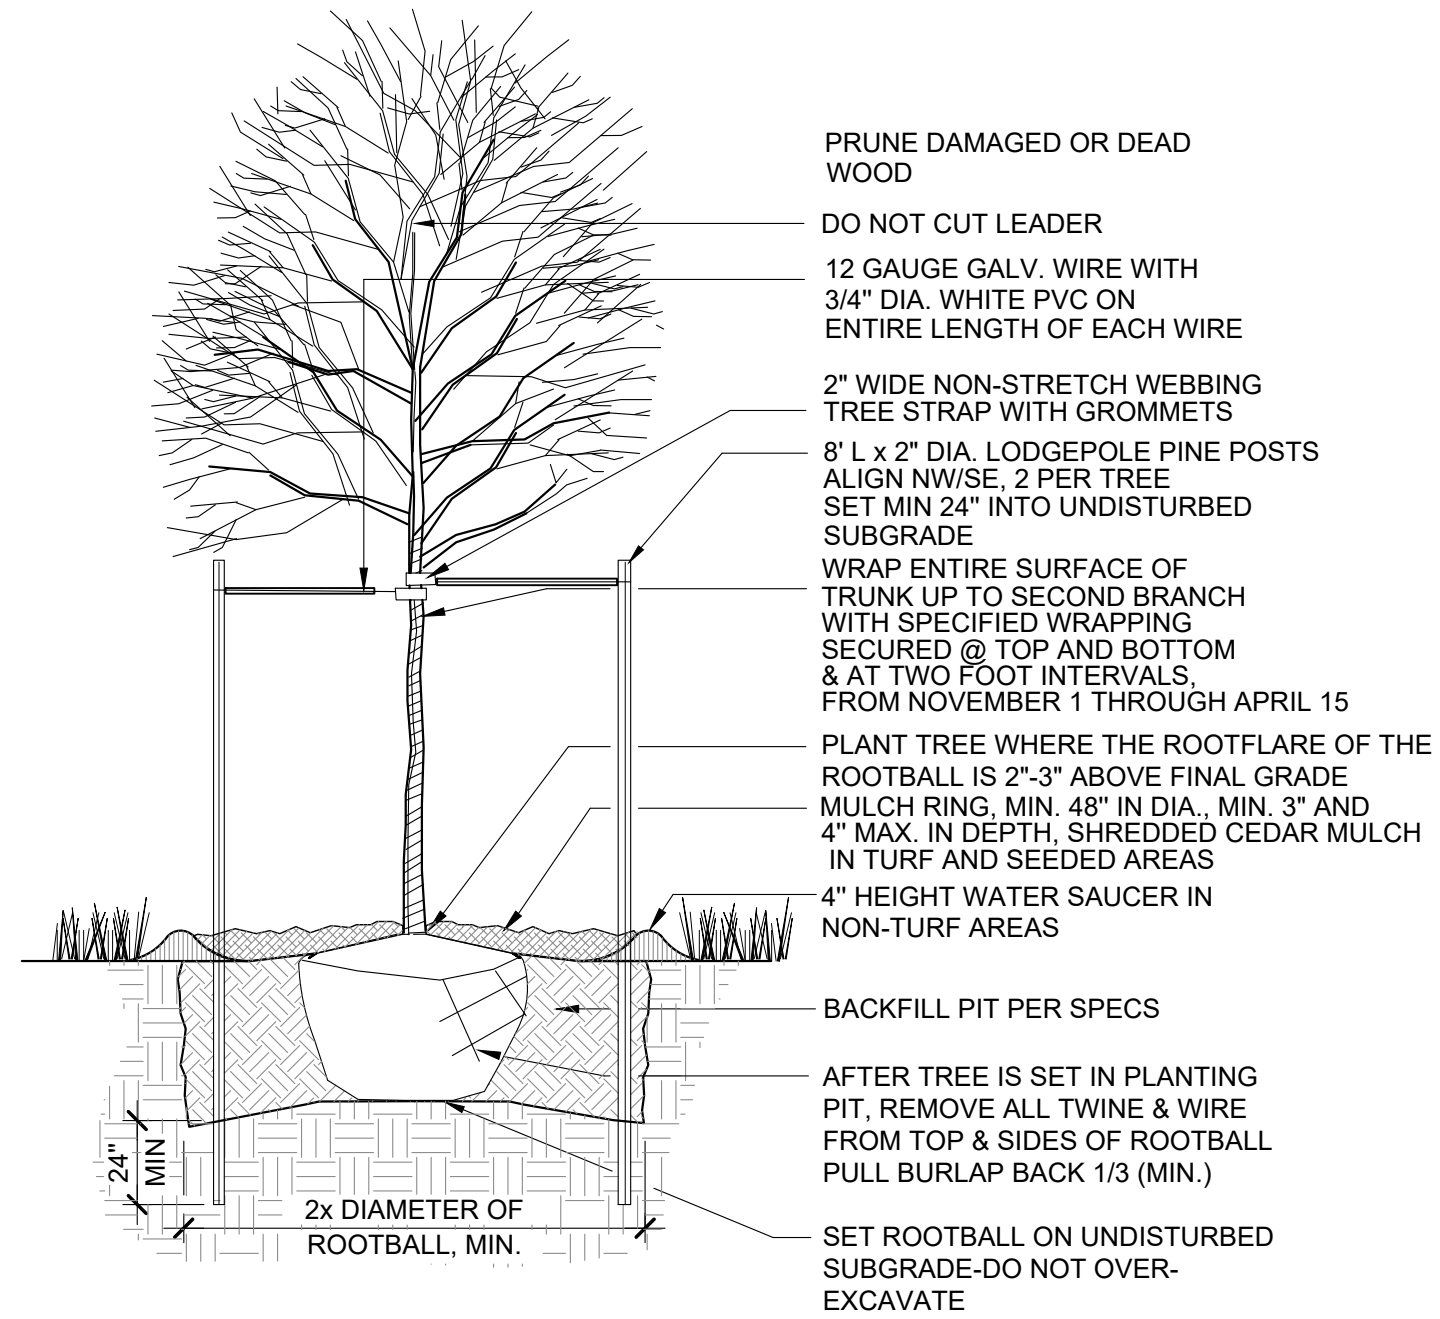 PRUNE DAMAGED OR DEAD
WOOD
DO NOT CUT LEADER
12 GAUGE GALV. WIRE WITH
3/4" DIA. WHITE PVC ON
ENTIRE LENGTH OF EACH WIRE
2" WIDE NON-STRETCH WEBBING
TREE STRAP WITH GROMMETS
8' L x 2" DIA. LODGEPOLE PINE POSTS
ALIGN NW/SE, 2 PER TREE
SET MIN 24" INTO UNDISTURBED
SUBGRADE
WRAP ENTIRE SURFACE OF
TRUNK UP TO SECOND BRANCH
WITH SPECIFIED WRAPPING
SECURED @ TOP AND BOTTOM
& AT TWO FOOT INTERVALS,
FROM NOVEMBER 1 THROUGH APRIL 15
PLANT TREE WHERE THE ROOTFLARE OF THE
ROOTBALL IS 2"-3" ABOVE FINAL GRADE
MULCH RING, MIN. 48" IN DIA., MIN. 3" AND
4" MAX. IN DEPTH, SHREDDED CEDAR MULCH
IN TURF AND SEEDED AREAS
4" HEIGHT WATER SAUCER IN
NON-TURF AREAS
BACKFILL PIT PER SPECS
AFTER TREE IS SET IN PLANTING
PIT, REMOVE ALL TWINE & WIRE
FROM TOP & SIDES OF ROOTBALL
PULL BURLAP BACK 1/3 (MIN.)
SET ROOTBALL ON UNDISTURBED
SUBGRADE-DO NOT OVER-
EXCAVATE
24"
MIN
2x DIAMETER OF
ROOTBALL, MIN.